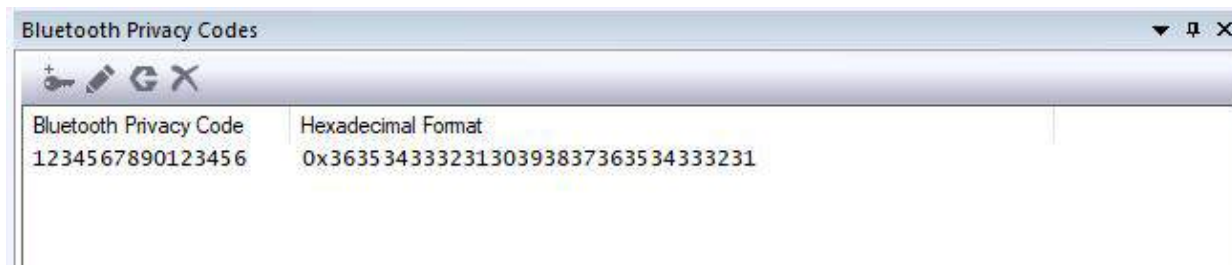 Bluetooth Privacy Codes
Bluetooth Privacy Code Hexadecimal Format
1234567890123456 0x36353433323130393837363534333231